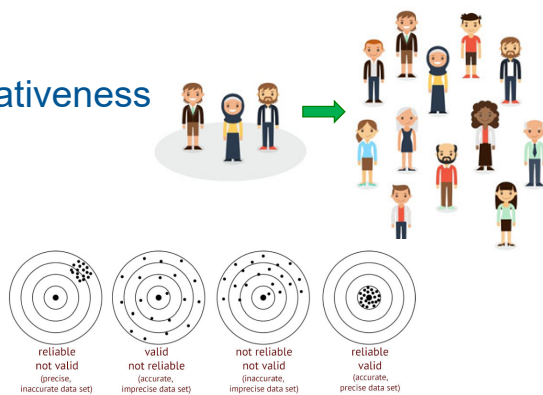 ativeness
reliable
not valid
(precise,
inaccurate data set)
valid
not reliable
(accurate,
imprecise data set)
not reliable
not valid
(inaccurate,
imprecise data set)
reliable
valid
(accurate,
precise data set)